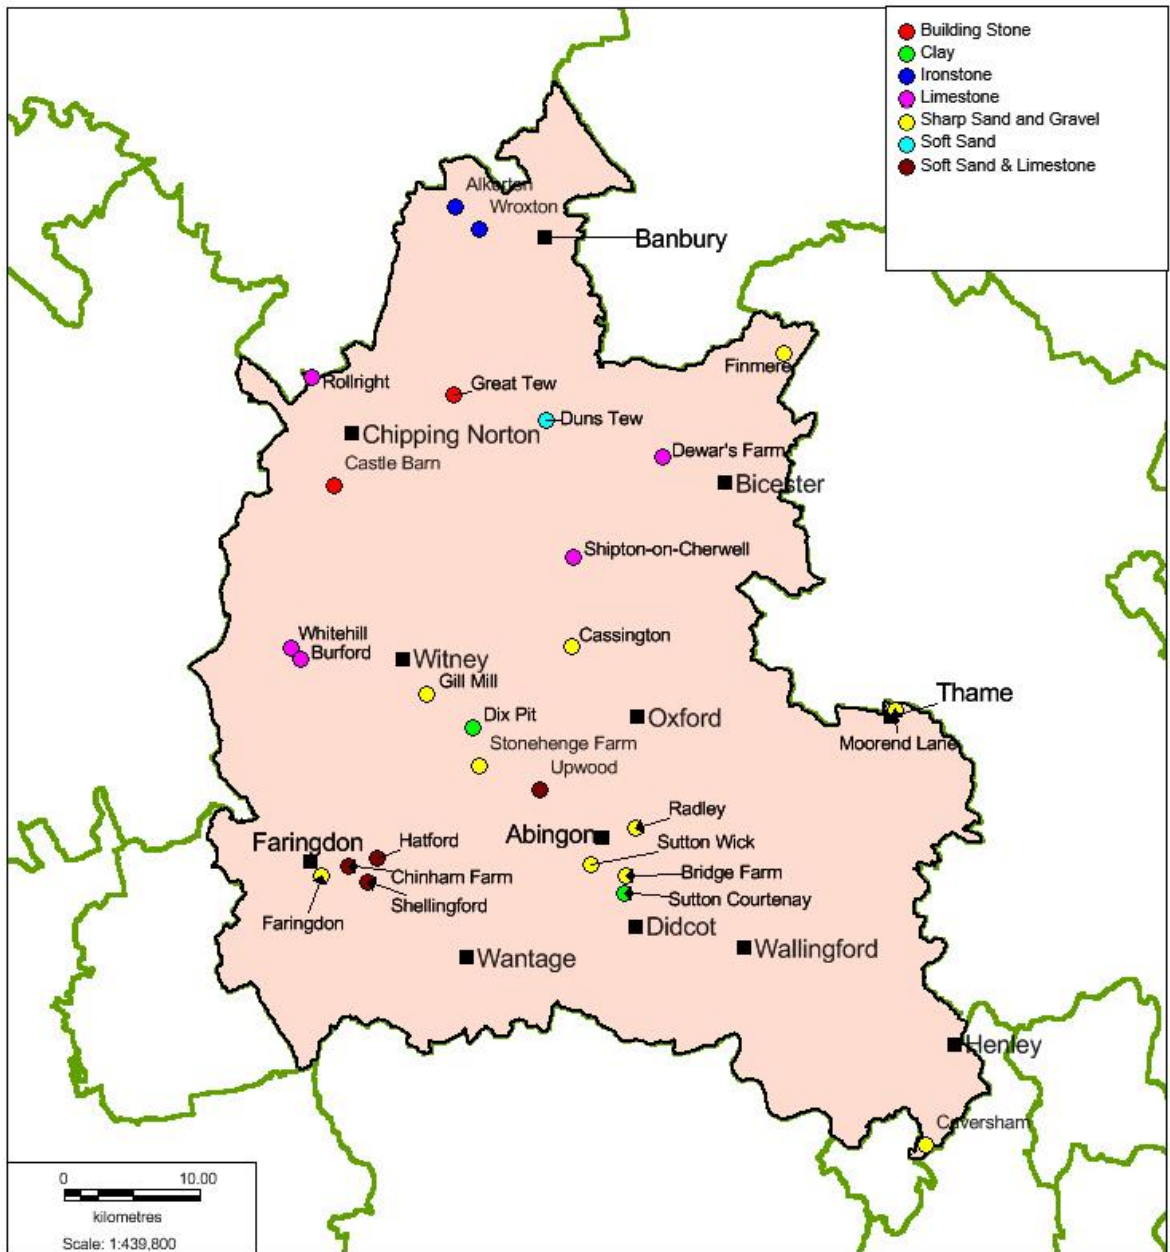 Building Stone
Clay
Ironstone
Limestone
Sharp Sand and Gravel
Soft Sand
Soft Sand & Limestone
Alkerton
Wroxton
Banbury
Finmere
Rollright
Great Tew
Duns Tew
Chipping Norton
Dewar's Farm
Castle Barn
Bicester
Shipton-on-Cherwell
Whitehill
Cassington
Burford
Witney
Gill Mill
Thame
Dix Pit
Oxford
Stonehenge Farm
Moorend Lane
Upwood
Radley
Abingon
Faringdon
Hatford
Sutton Wick
Chinham Farm
Bridge Farm
Shellingford
Sutton Courtenay
Faringdon
Didcot
Wallingford
Wantage
Henley
Caversham
0 10.00
kilometres
Scale: 1:439,800